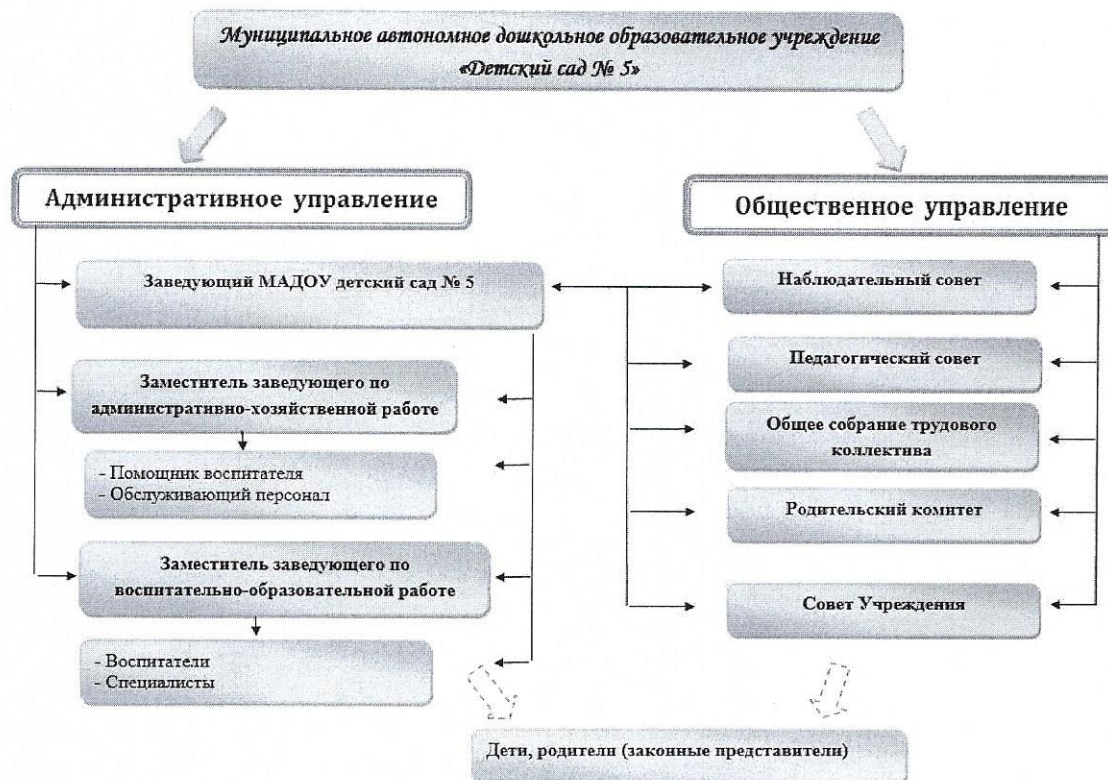 Муниципальное автономное дошкольное образовательное учреждение
«Детский сад № 5»
Административное управление
Общественное управление
Заведующий МАДОУ детский сад № 5
Заместитель заведующего по
административно-хозяйственной работе
- Помощник воспитателя
- Обслуживающий персонал
Заместитель заведующего по
воспитательно-образовательной работе
- Воспитатели
- Специалисты
Наблюдательный совет
Педагогический совет
Общее собрание трудового
коллектива
Родительский комитет
Совет Учреждения
Дети, родители (законные представители)